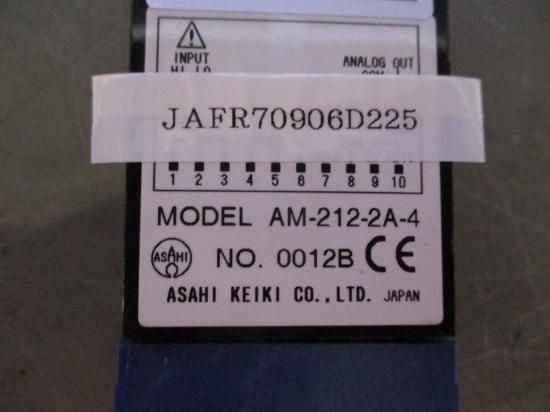 INPUT
HI LO
ANALOG OUT
JAFR70906D225
1 2 3 4 5 6 7 8 9 10
MODEL AM-212-2A-4
ASAHI
NO. 0012B CE
ASAHI KEIKI CO.,LTD. JAPAN